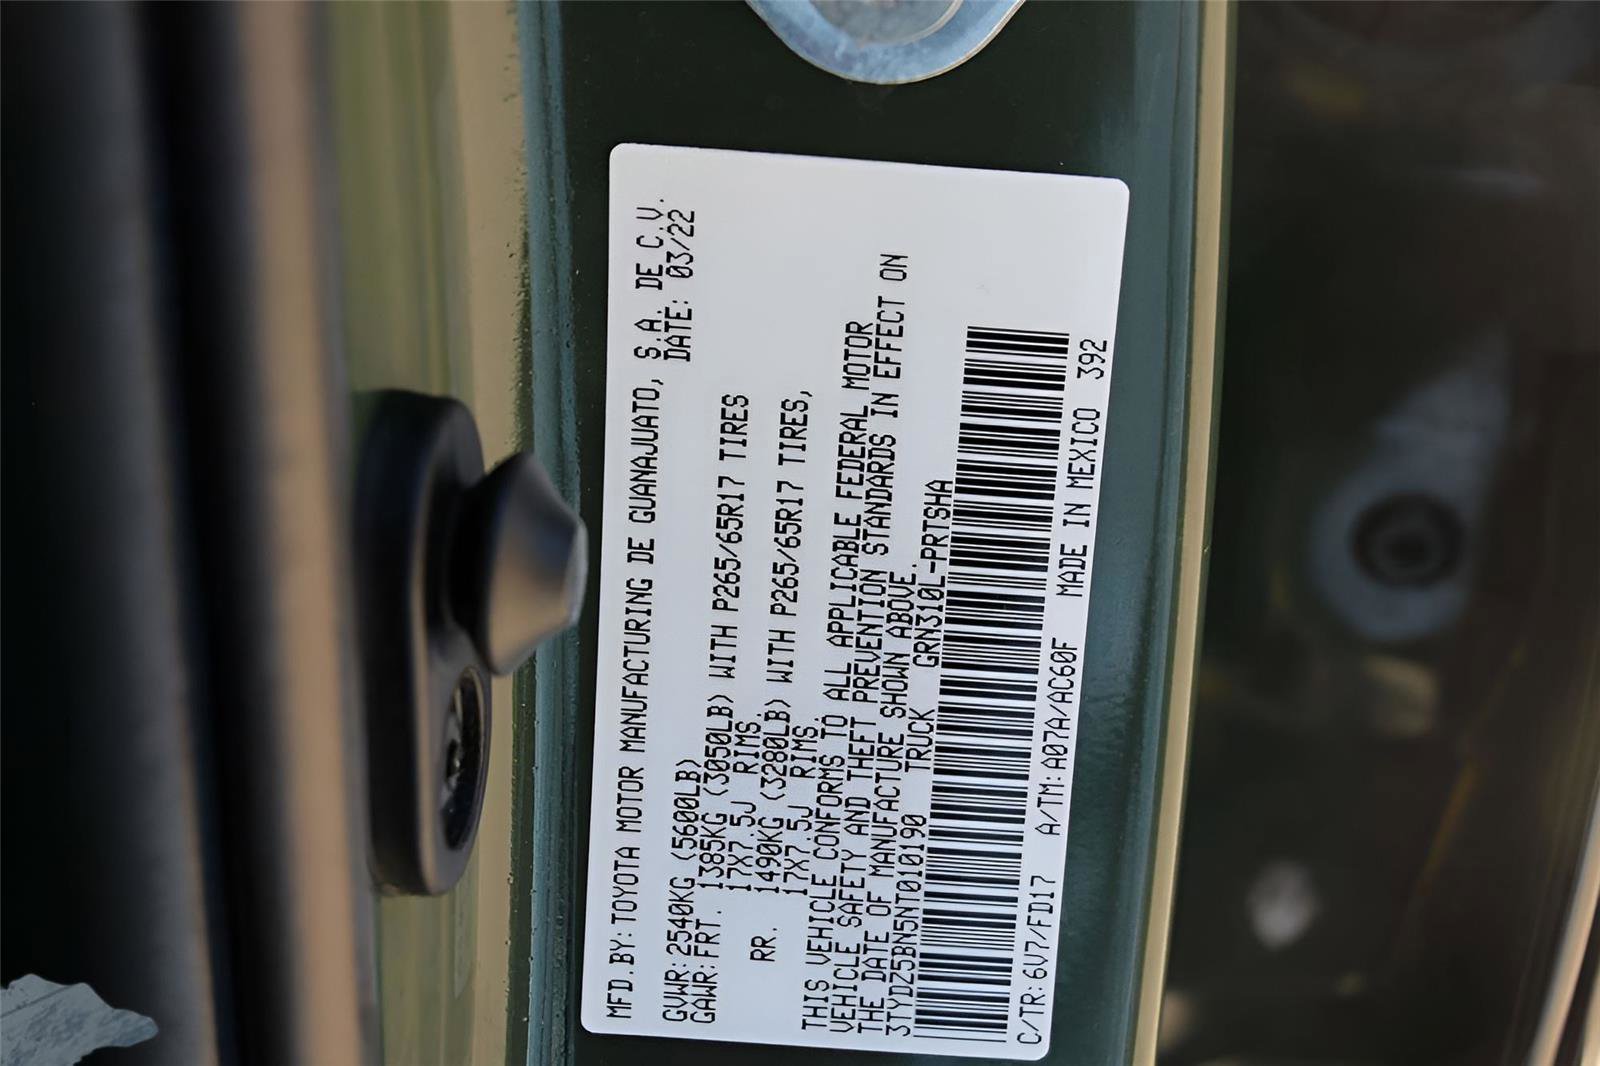 MFD.BY:TOYOTA MOTOR MANUFACTURING DE GUANAJUATO, S.A. DE C.V.
DATE: 03/22
GVWR:2540KG (5600LB)
GAWR:FRT. 1385KG (3050LB) WITH P265/65R17 TIRES
17X7.5J RIMS.
RR. 1490KG (3280LB) WITH P265/65R17 TIRES,
17X7.5J RIMS.
THIS VEHICLE CONFORMS TO ALL APPLICABLE FEDERAL MOTOR
VEHICLE SAFETY AND THEFT PREVENTION STANDARDS IN EFFECT ON
THE DATE OF MANUFACTURE SHOWN ABOVE.
3TYDZ5BN5NT010190 TRUCK GRN310L-PRTSHA
C/TR:6V7/FD17 A/TM:A07A/AC60F MADE IN MEXICO 392